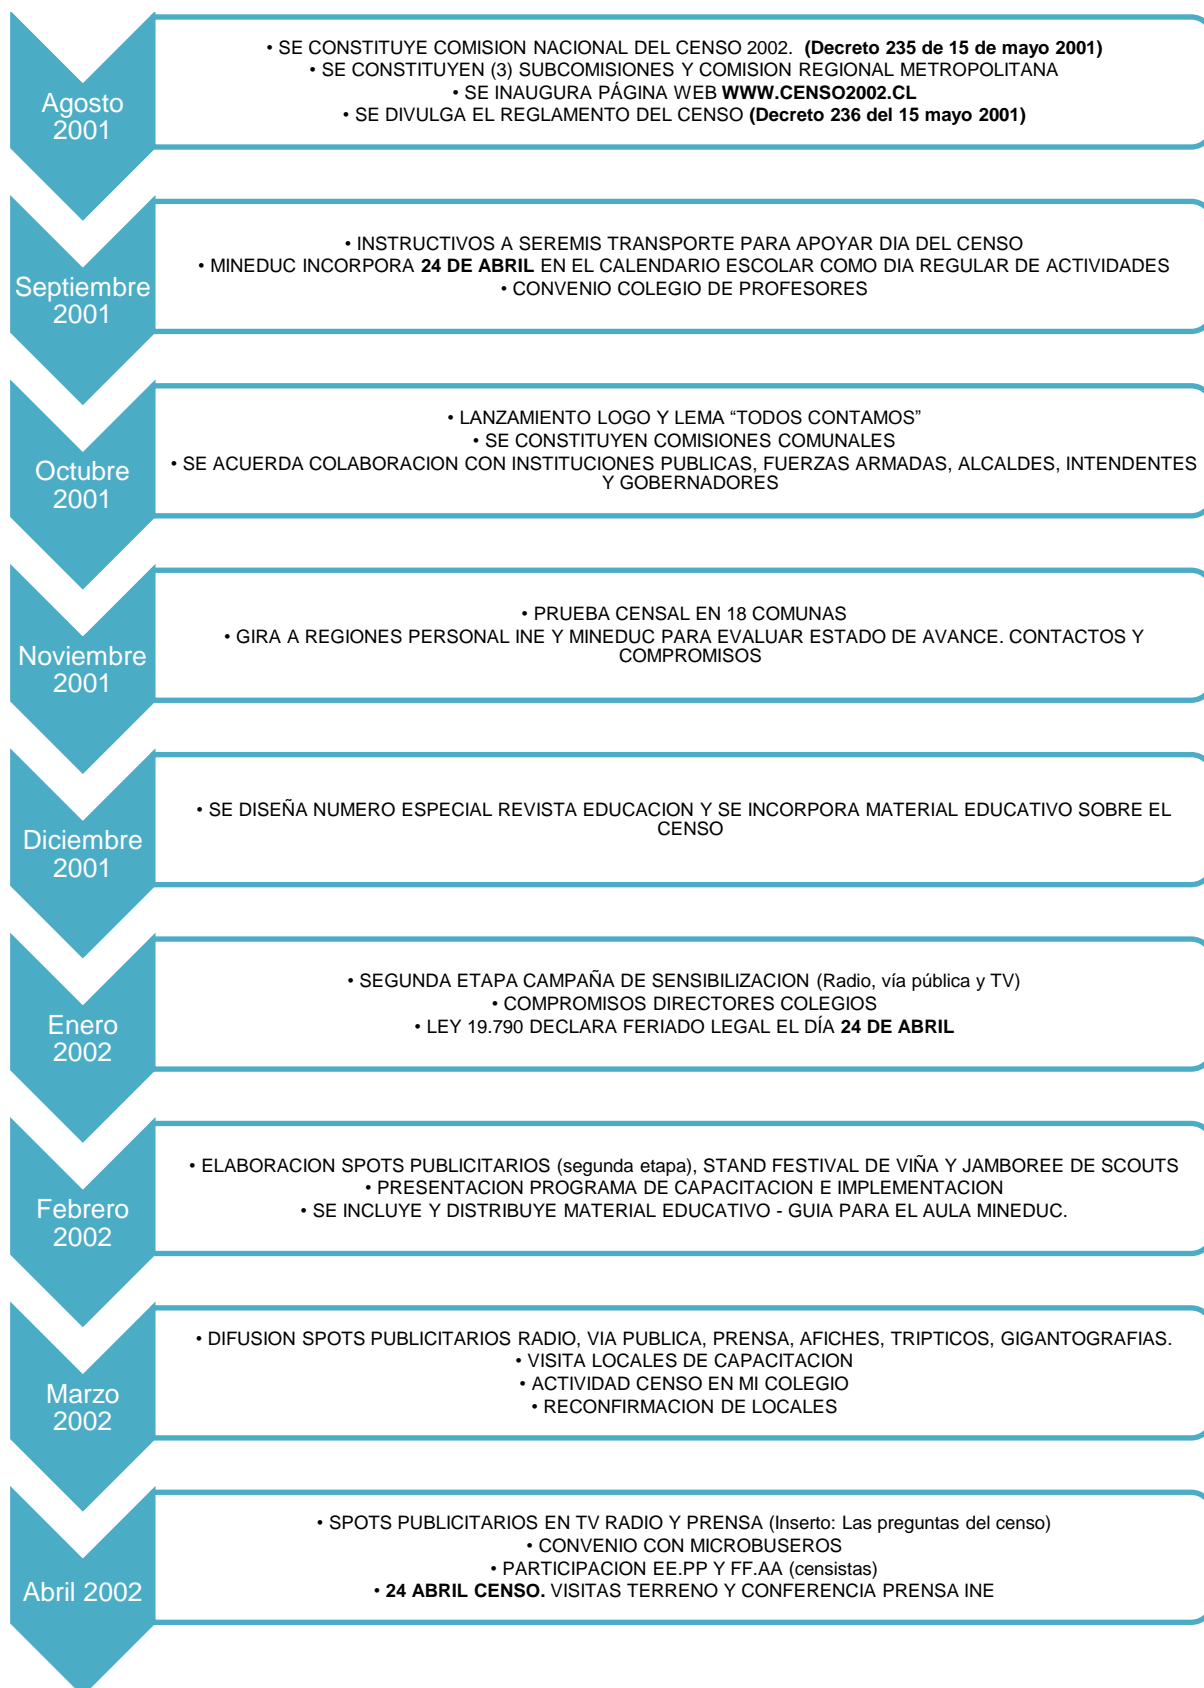 Agosto
2001
• SE CONSTITUYE COMISION NACIONAL DEL CENSO 2002. (Decreto 235 de 15 de mayo 2001)
• SE CONSTITUYEN (3) SUBCOMISIONES Y COMISION REGIONAL METROPOLITANA
• SE INAUGURA PÁGINA WEB WWW.CENSO2002.CL
• SE DIVULGA EL REGLAMENTO DEL CENSO (Decreto 236 del 15 mayo 2001)
Septiembre
2001
• INSTRUCTIVOS A SEREMIS TRANSPORTE PARA APOYAR DIA DEL CENSO
• MINEDUC INCORPORA 24 DE ABRIL EN EL CALENDARIO ESCOLAR COMO DIA REGULAR DE ACTIVIDADES
• CONVENIO COLEGIO DE PROFESORES
Octubre
2001
• LANZAMIENTO LOGO Y LEMA “TODOS CONTAMOS”
• SE CONSTITUYEN COMISIONES COMUNALES
• SE ACUERDA COLABORACION CON INSTITUCIONES PUBLICAS, FUERZAS ARMADAS, ALCALDES, INTENDENTES
Y GOBERNADORES
Noviembre
2001
• PRUEBA CENSAL EN 18 COMUNAS
• GIRA A REGIONES PERSONAL INE Y MINEDUC PARA EVALUAR ESTADO DE AVANCE. CONTACTOS Y
COMPROMISOS
Diciembre
2001
• SE DISEÑA NUMERO ESPECIAL REVISTA EDUCACION Y SE INCORPORA MATERIAL EDUCATIVO SOBRE EL
CENSO
Enero
2002
• SEGUNDA ETAPA CAMPAÑA DE SENSIBILIZACION (Radio, vía pública y TV)
• COMPROMISOS DIRECTORES COLEGIOS
• LEY 19.790 DECLARA FERIADO LEGAL EL DÍA 24 DE ABRIL
Febrero
2002
• ELABORACION SPOTS PUBLICITARIOS (segunda etapa), STAND FESTIVAL DE VIÑA Y JAMBOREE DE SCOUTS
• PRESENTACION PROGRAMA DE CAPACITACION E IMPLEMENTACION
• SE INCLUYE Y DISTRIBUYE MATERIAL EDUCATIVO - GUIA PARA EL AULA MINEDUC.
Marzo
2002
• DIFUSION SPOTS PUBLICITARIOS RADIO, VIA PUBLICA, PRENSA, AFICHES, TRIPTICOS, GIGANTOGRAFIAS.
• VISITA LOCALES DE CAPACITACION
• ACTIVIDAD CENSO EN MI COLEGIO
• RECONFIRMACION DE LOCALES
Abril 2002
• SPOTS PUBLICITARIOS EN TV RADIO Y PRENSA (Inserto: Las preguntas del censo)
• CONVENIO CON MICROBUSEROS
• PARTICIPACION EE.PP Y FF.AA (censistas)
• 24 ABRIL CENSO. VISITAS TERRENO Y CONFERENCIA PRENSA INE